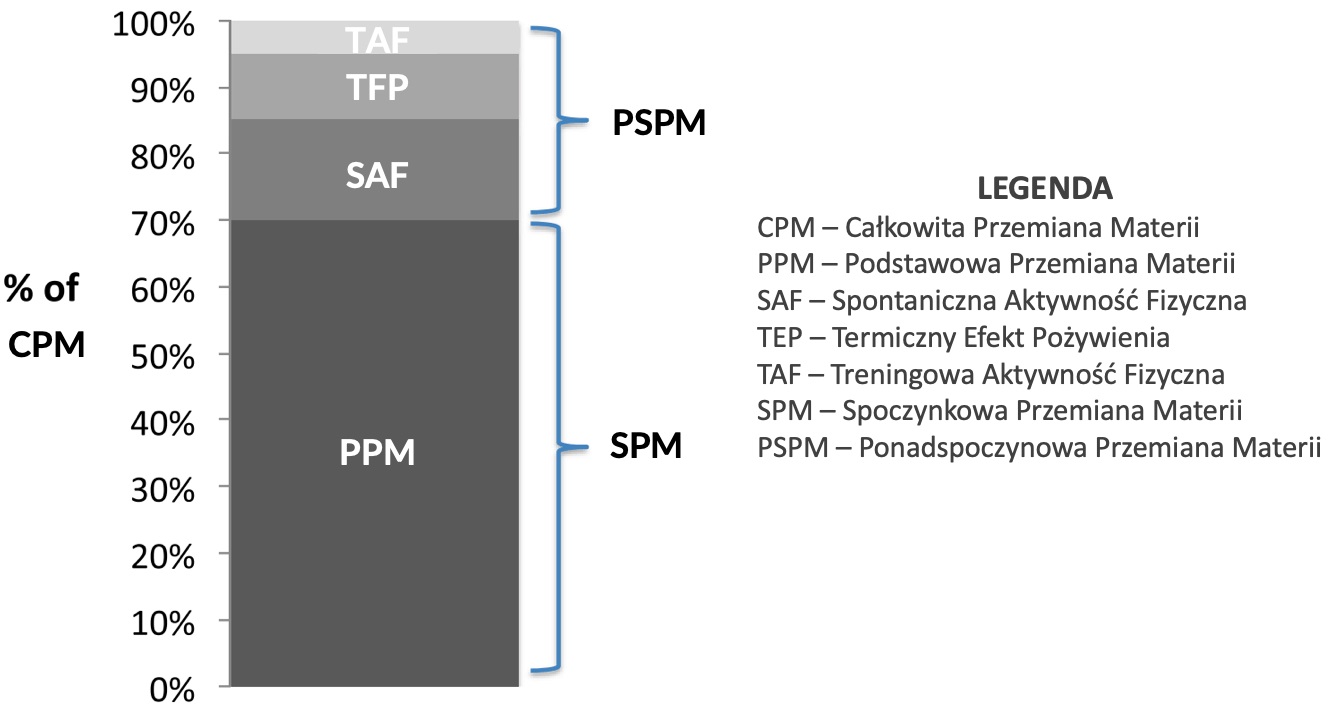 100%
90%
80%
70%
60%
50%
40%
30%
20%
10%
0%
% of
CPM
TAF
TFP
SAF
PPM
PSPM
SPM
LEGENDA
CPM – Całkowita Przemiana Materii
PPM – Podstawowa Przemiana Materii
SAF – Spontaniczna Aktywność Fizyczna
TEP – Termiczny Efekt Pożywienia
TAF – Treningowa Aktywność Fizyczna
SPM – Spoczynkowa Przemiana Materii
PSPM – Ponadspoczynowa Przemiana Materii